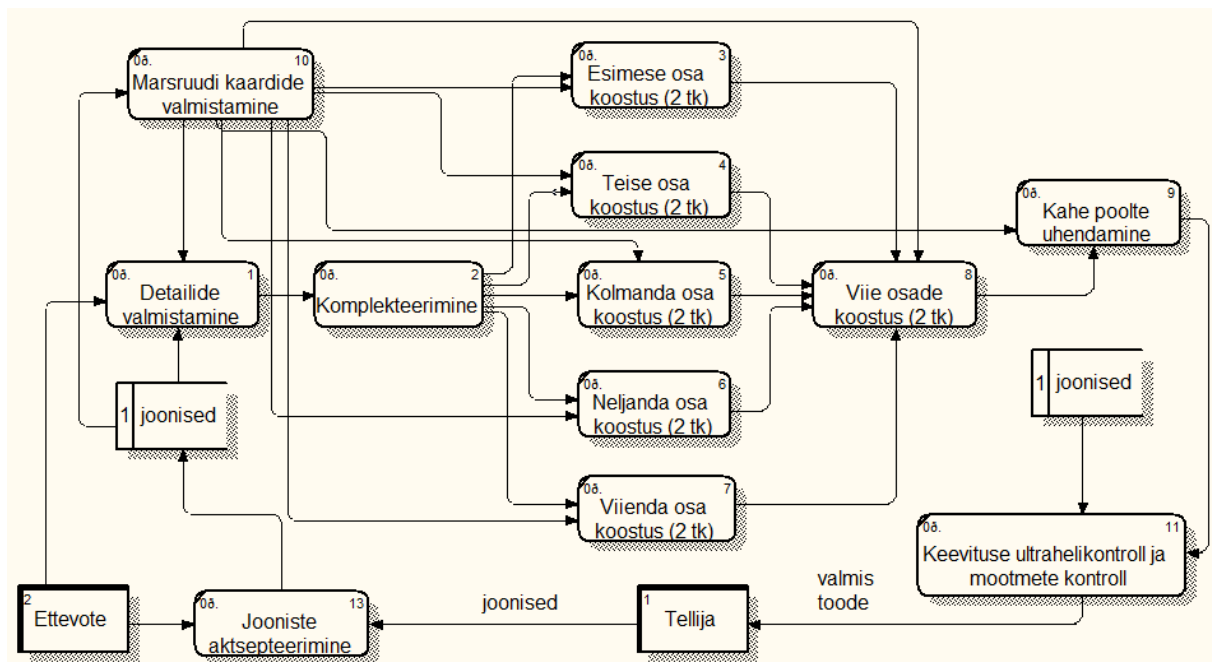 0ð. 10
Marsruudi kaardide
valmistamine
0ð. 3
Esimese osa
koostus (2 tk)
0ð. 4
Teise osa
koostus (2 tk)
0ð. 9
Kahe poolte
uhendamine
0ð. 1
Detailide
valmistamine
0ð. 2
Komplekteerimine
0ð. 5
Kolmanda osa
koostus (2 tk)
0ð. 8
Viie osade
koostus (2 tk)
1 joonised
1 joonised
0ð. 6
Neljanda osa
koostus (2 tk)
0ð. 7
Viienda osa
koostus (2 tk)
0ð. 11
Keevituse ultrahelikontroll ja
mootmete kontroll
2
Ettevote
0ð. 13
Jooniste
aktsepteerimine
joonised
1
Tellija
valmis
toode